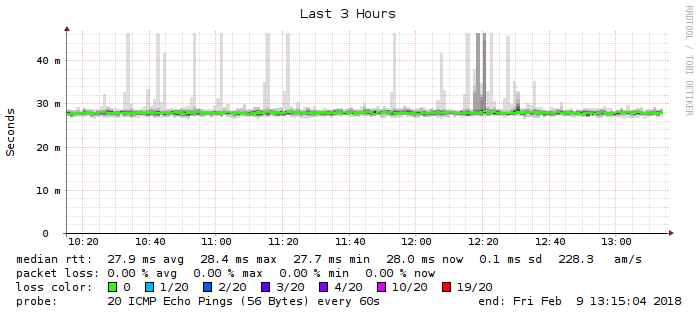 Last 3 Hours
RRDTOOL / TOBI OETIKER
Seconds
40 m
30 m
20 m
10 m
0
10:20 10:40 11:00 11:20 11:40 12:00 12:20 12:40 13:00
median rtt: 27.9 ms avg 28.4 ms max 27.7 ms min 28.0 ms now 0.1 ms sd 228.3 am/s
packet loss: 0.00 % avg 0.00 % max 0.00 % min 0.00 % now
loss color: 0 1/20 2/20 3/20 4/20 10/20 19/20
probe: 20 ICMP Echo Pings (56 Bytes) every 60s end: Fri Feb 9 13:15:04 2018